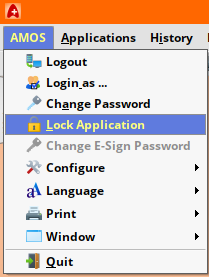 AMOS Applications History
Logout
Login as ...
Change Password
Lock Application
Change E-Sign Password
Configure
Language
Print
Window
Quit